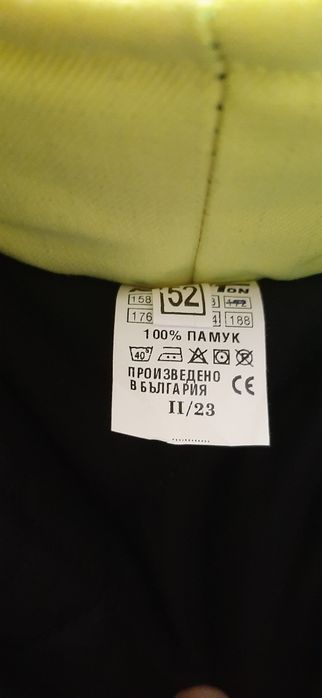 52
158
176
188
100% ПАМУК
40°
ПРОИЗВЕДЕНО
В БЪЛГАРИЯ
CE
II/23